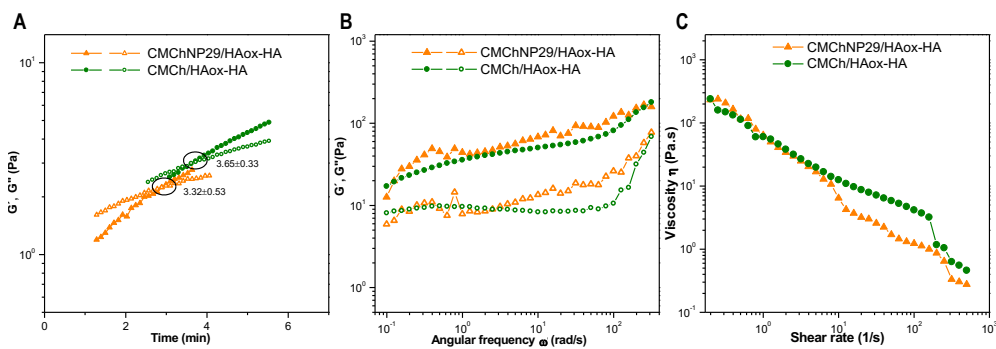 A
G', G'' (Pa)
10¹
10⁰
CMChNP29/HAox-HA
CMCh/HAox-HA
3.65±0.33
3.32±0.53
0
2
4
6
Time (min)
B
G', G''(Pa)
10³
10²
10¹
10⁰
CMChNP29/HAox-HA
CMCh/HAox-HA
10⁻¹
10⁰
10¹
10²
Angular frequency ω (rad/s)
C
Viscosity η (Pa.s)
10³
10²
10¹
10⁰
10⁻¹
CMChNP29/HAox-HA
CMCh/HAox-HA
10⁰
10¹
10²
10³
Shear rate (1/s)